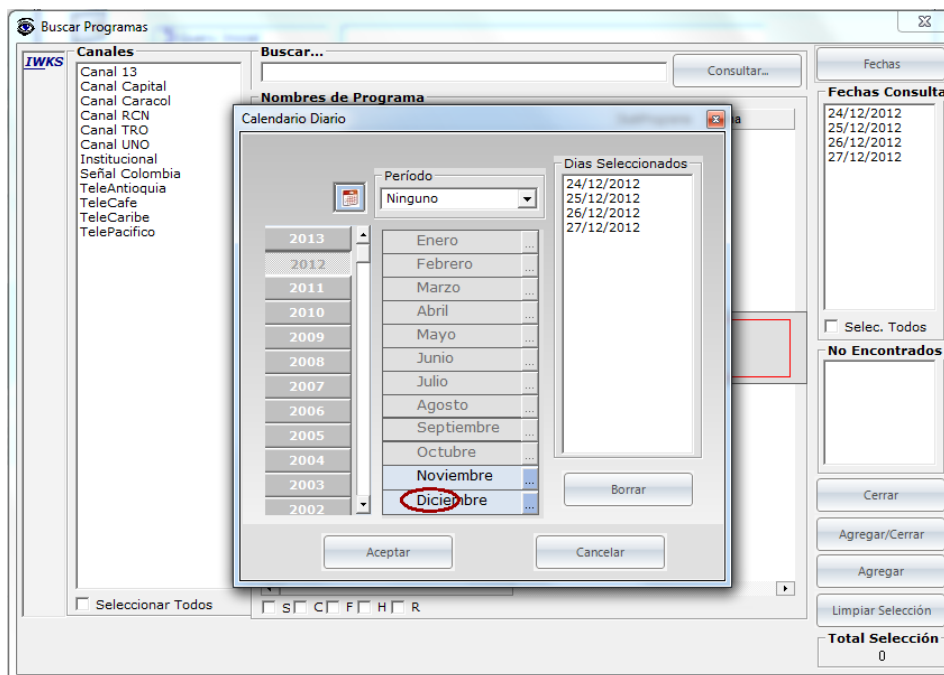 Buscar Programas
IWKS
Canales
Canal 13
Canal Capital
Canal Caracol
Canal RCN
Canal TRO
Canal UNO
Institucional
Señal Colombia
TeleAntioquia
TeleCafe
TeleCaribe
TelePacifico
Seleccionar Todos
Buscar...
Consultar...
Nombres de Programa
Calendario Diario
Período
Ninguno
2013
2012
2011
2010
2009
2008
2007
2006
2005
2004
2003
2002
Enero ...
Febrero ...
Marzo ...
Abril ...
Mayo ...
Junio ...
Julio ...
Agosto ...
Septiembre ...
Octubre ...
Noviembre ...
Diciembre ...
Dias Seleccionados
24/12/2012
25/12/2012
26/12/2012
27/12/2012
Borrar
Aceptar
Cancelar
S C F H R
Fechas
Fechas Consulta
24/12/2012
25/12/2012
26/12/2012
27/12/2012
Selec. Todos
No Encontrados
Cerrar
Agregar/Cerrar
Agregar
Limpiar Selección
Total Selección
0